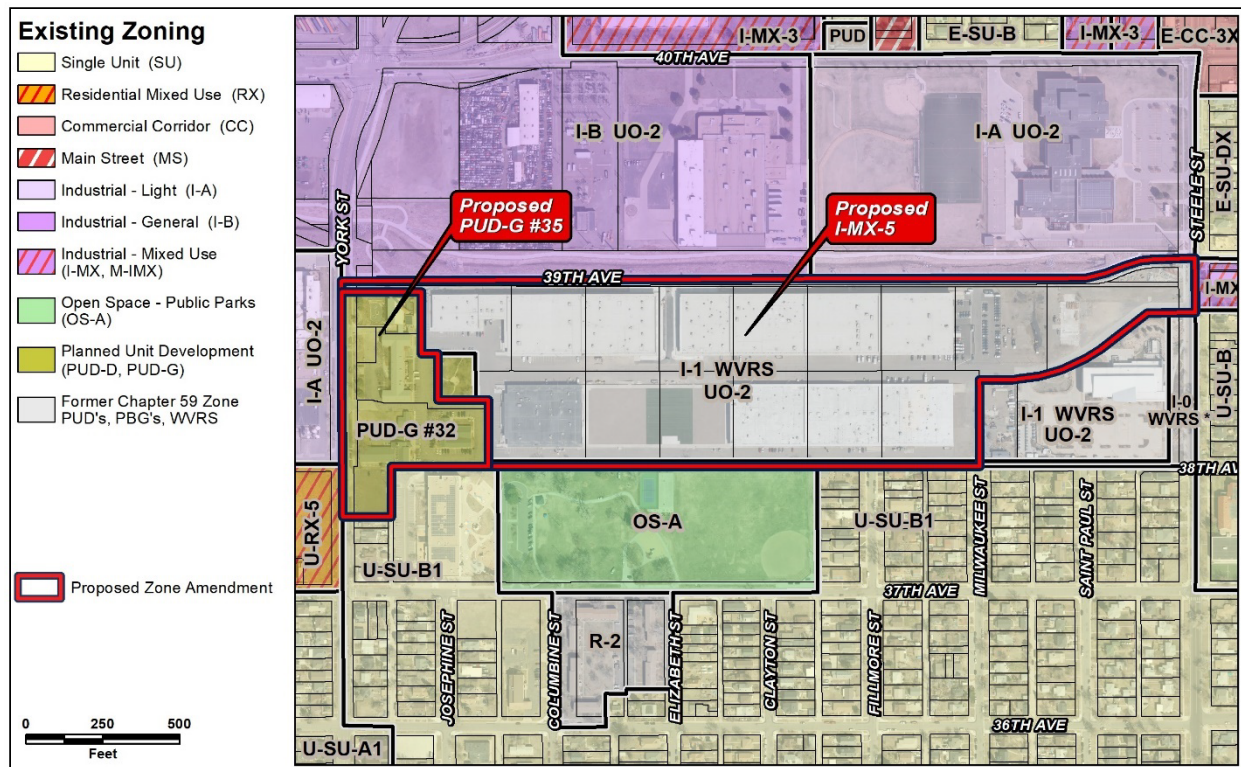 Existing Zoning
Single Unit (SU)
Residential Mixed Use (RX)
Commercial Corridor (CC)
Main Street (MS)
Industrial - Light (I-A)
Industrial - General (I-B)
Industrial - Mixed Use
(I-MX, M-IMX)
Open Space - Public Parks
(OS-A)
Planned Unit Development
(PUD-D, PUD-G)
Former Chapter 59 Zone
PUD's, PBG's, WVRS
Proposed Zone Amendment
0 250 500
Feet
I-MX-3
PUD
E-SU-B
I-MX-3
E-CC-3X
40TH AVE
I-B UO-2
I-A UO-2
STEELE ST
E-SU-DX
YORK ST
Proposed
PUD-G #35
Proposed
I-MX-5
39TH AVE
I-MX
I-A UO-2
I-1 WVRS
UO-2
PUD-G #32
I-1 WVRS
UO-2
I-0
WVRS *
U-SU-B
38TH AV
U-RX-5
OS-A
U-SU-B1
MILWAUKEE ST
SAINT PAUL ST
U-SU-B1
37TH AVE
JOSEPHINE ST
COLUMBINE ST
R-2
ELIZABETH ST
CLAYTON ST
FILLMORE ST
36TH AVE
U-SU-A1